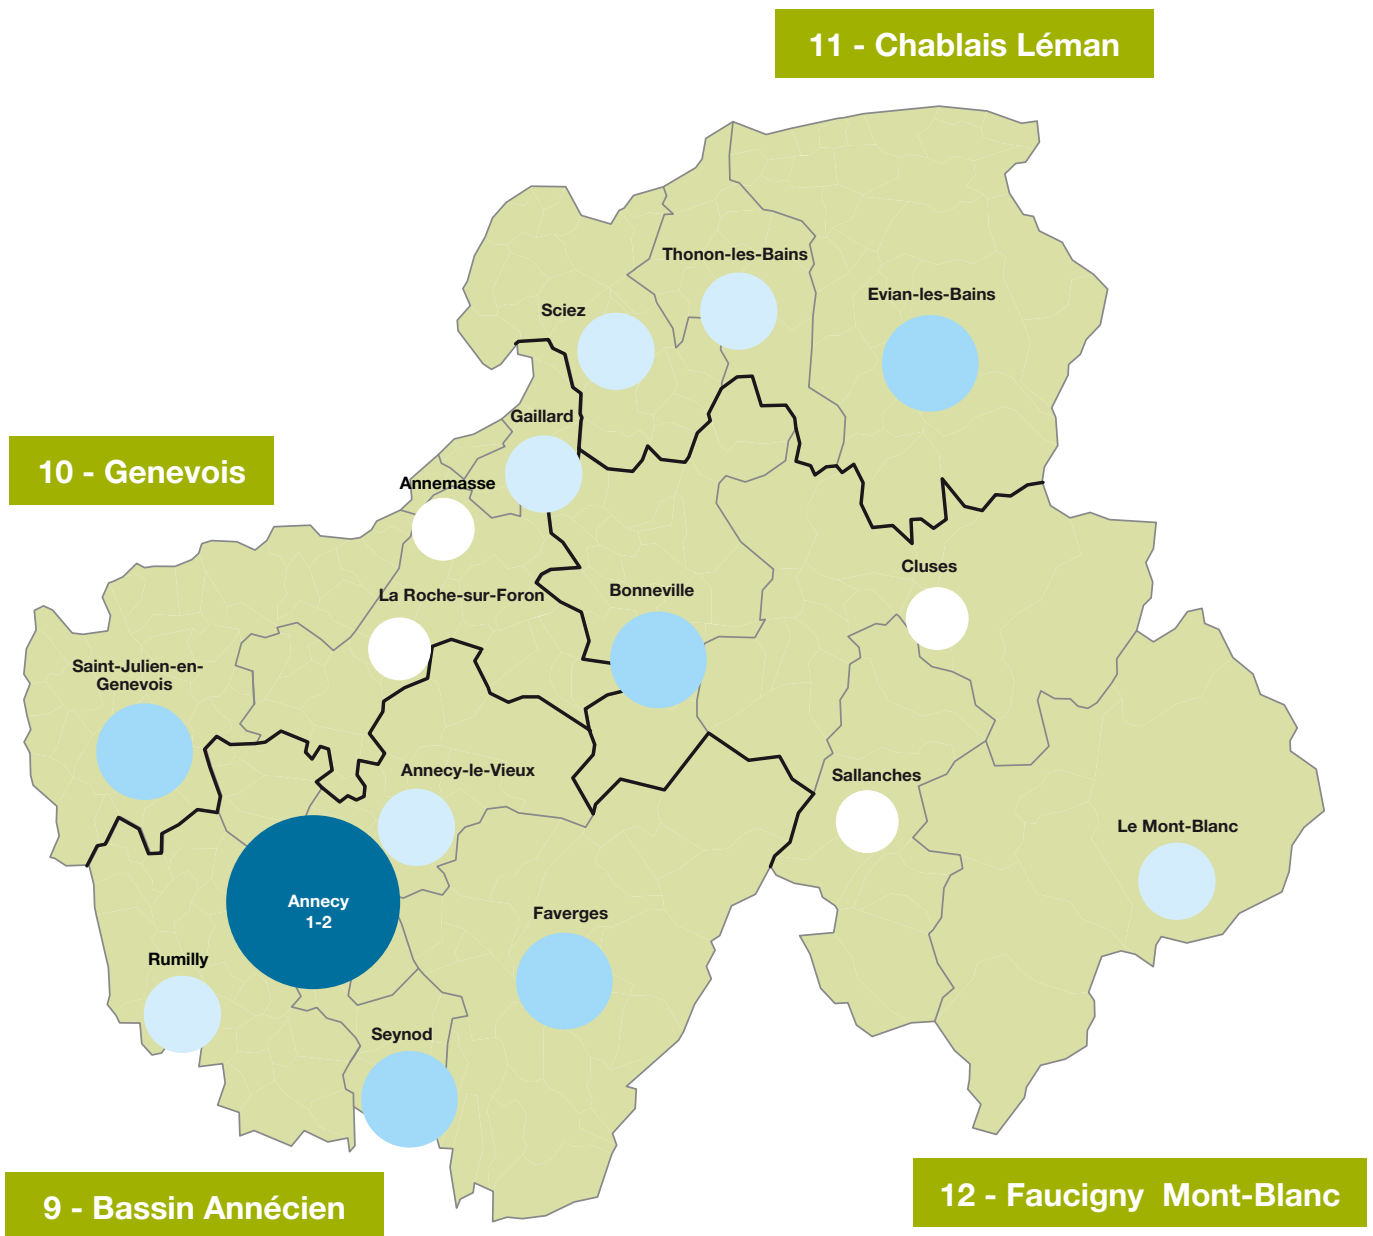 11 - Chablais Léman
Thonon-les-Bains
Evian-les-Bains
Sciez
Gaillard
10 - Genevois
Annemasse
Cluses
La Roche-sur-Foron
Bonneville
Saint-Julien-en-
Genevois
Annecy-le-Vieux
Sallanches
Le Mont-Blanc
Annecy
1-2
Faverges
Rumilly
Seynod
9 - Bassin Annécien
12 - Faucigny Mont-Blanc